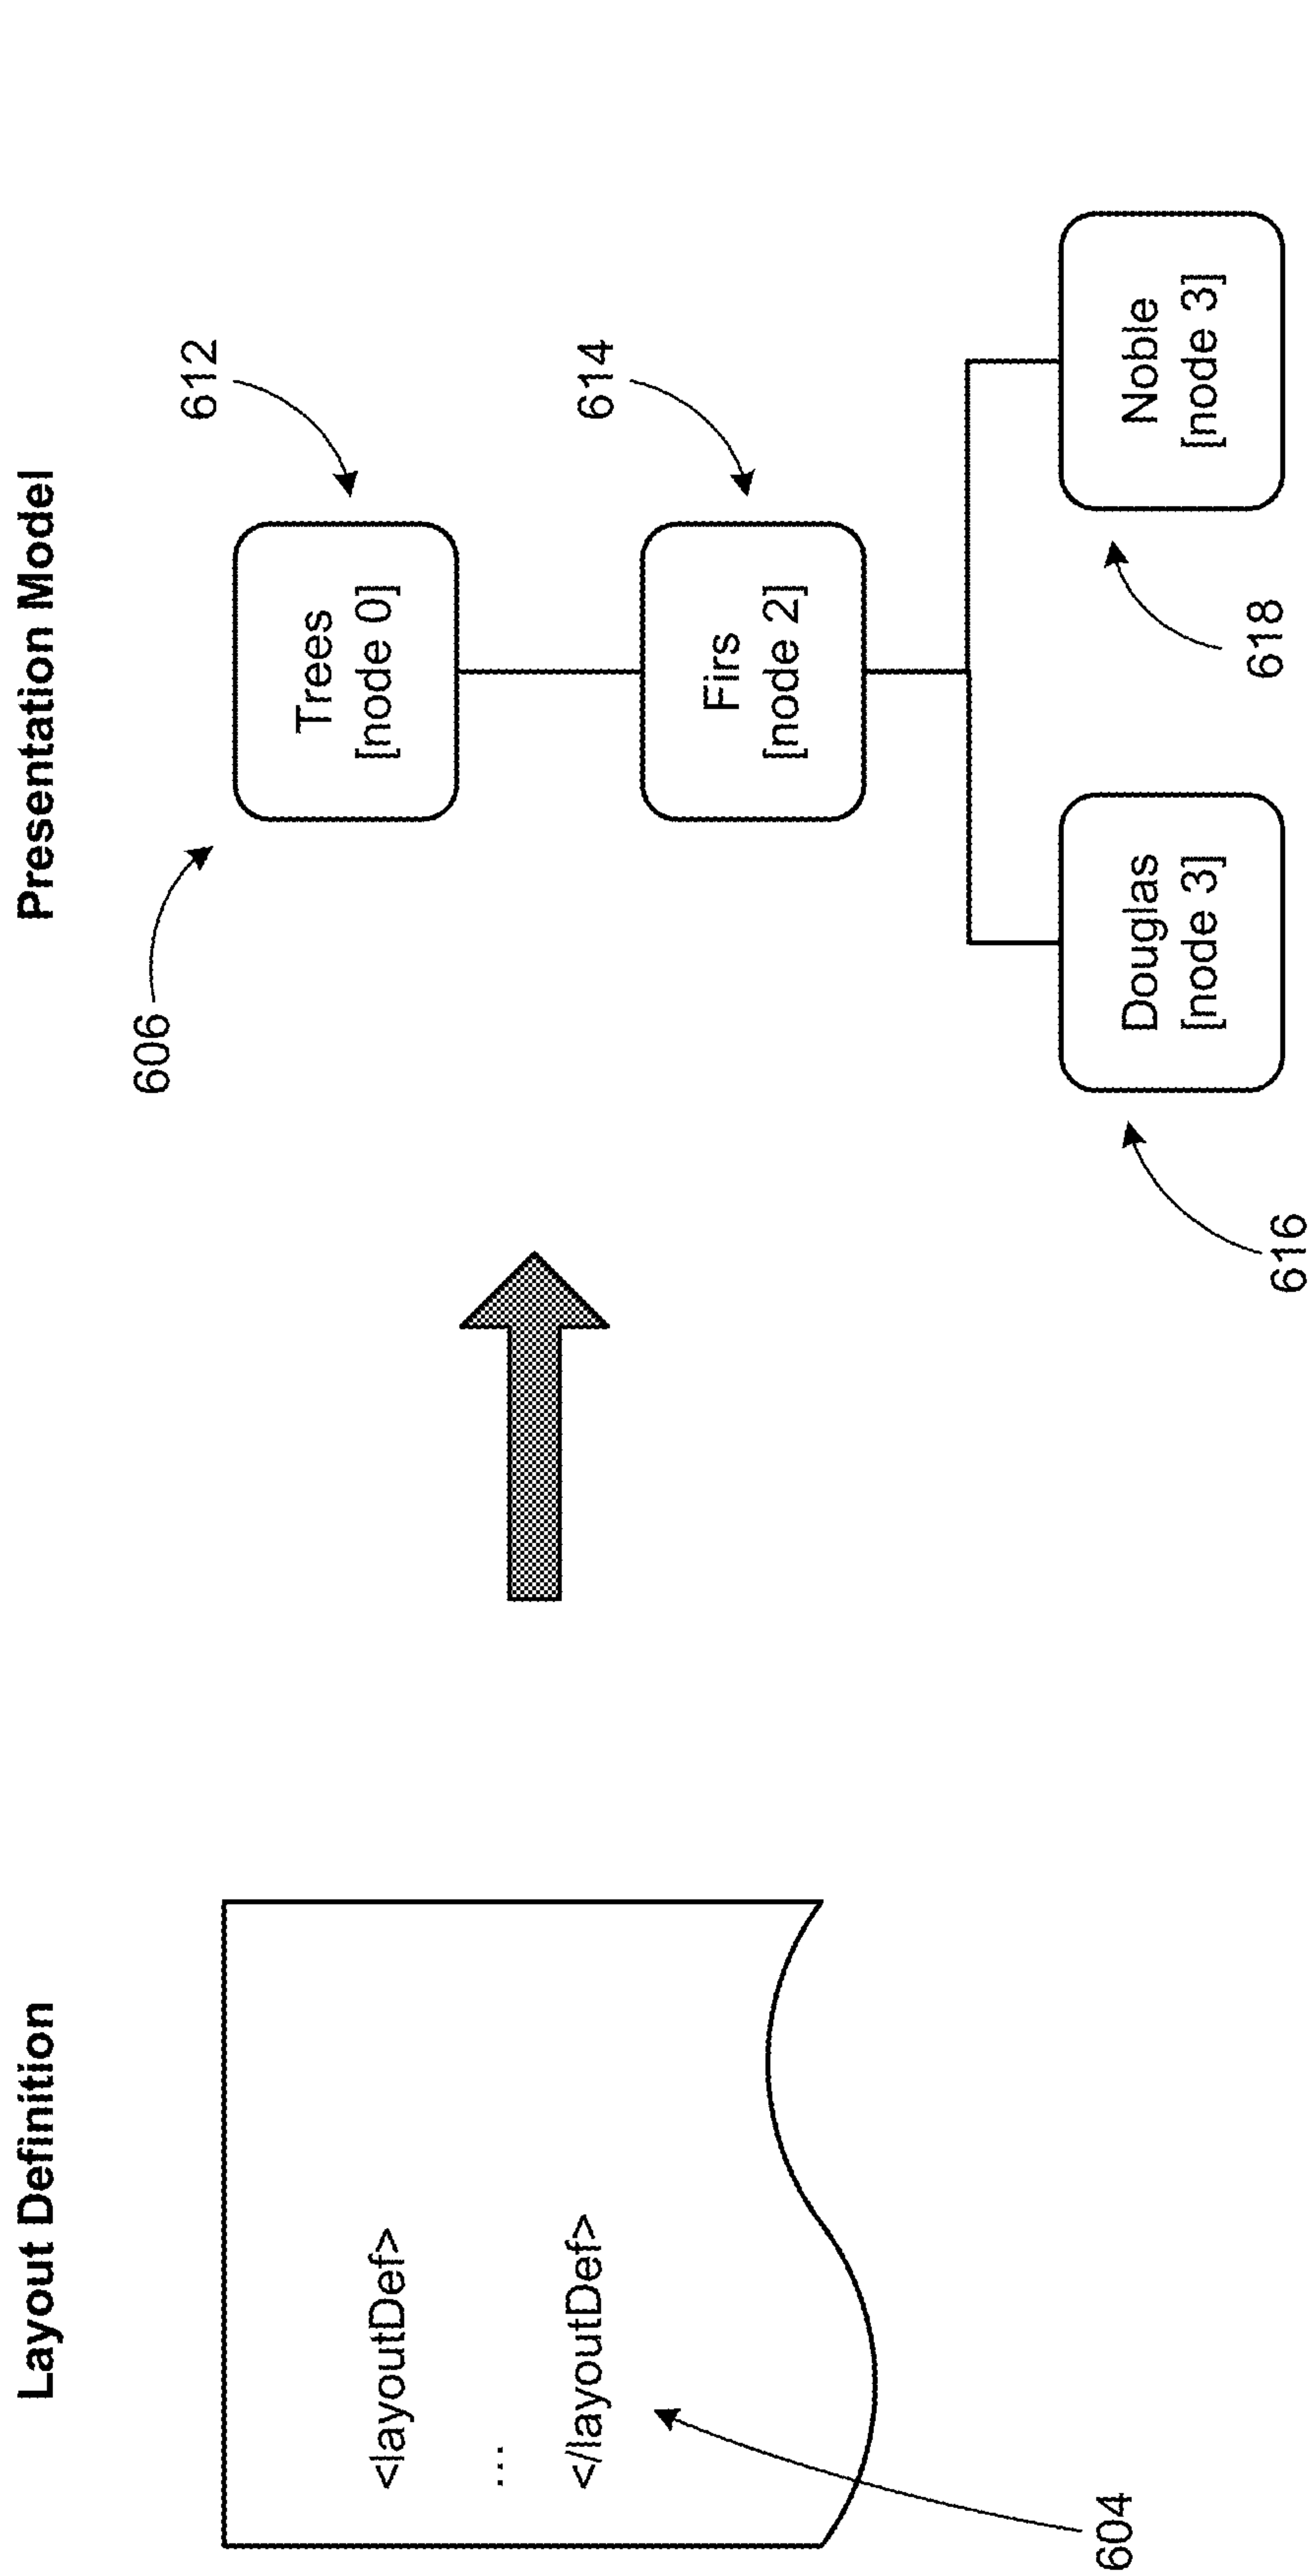 Layout Definition
<layoutDef>
...
</layoutDef>
604
Presentation Model
606
612
Trees
[node 0]
614
Firs
[node 2]
Douglas
[node 3]
Noble
[node 3]
616
618